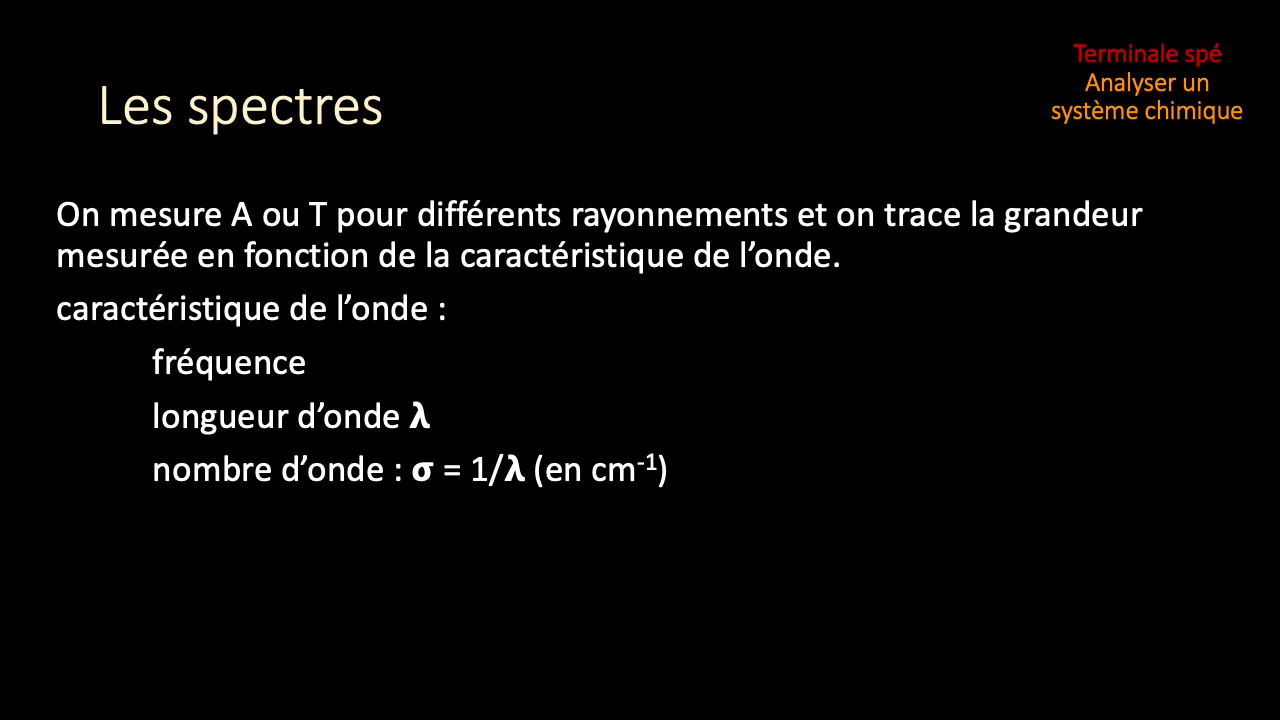 Terminale spé
Analyser un
système chimique
Les spectres
On mesure A ou T pour différents rayonnements et on trace la grandeur
mesurée en fonction de la caractéristique de l’onde.
caractéristique de l’onde :
fréquence
longueur d’onde λ
nombre d’onde : σ = 1/λ (en cm⁻¹)